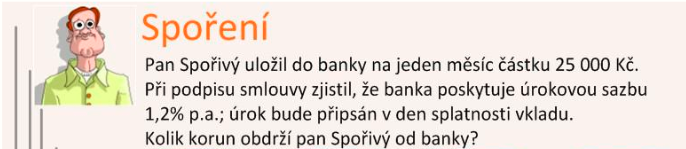 Spoření
Pan Spořivý uložil do banky na jeden měsíc částku 25 000 Kč.
Při podpisu smlouvy zjistil, že banka poskytuje úrokovou sazbu
1,2% p.a.; úrok bude připsán v den splatnosti vkladu.
Kolik korun obdrží pan Spořivý od banky?